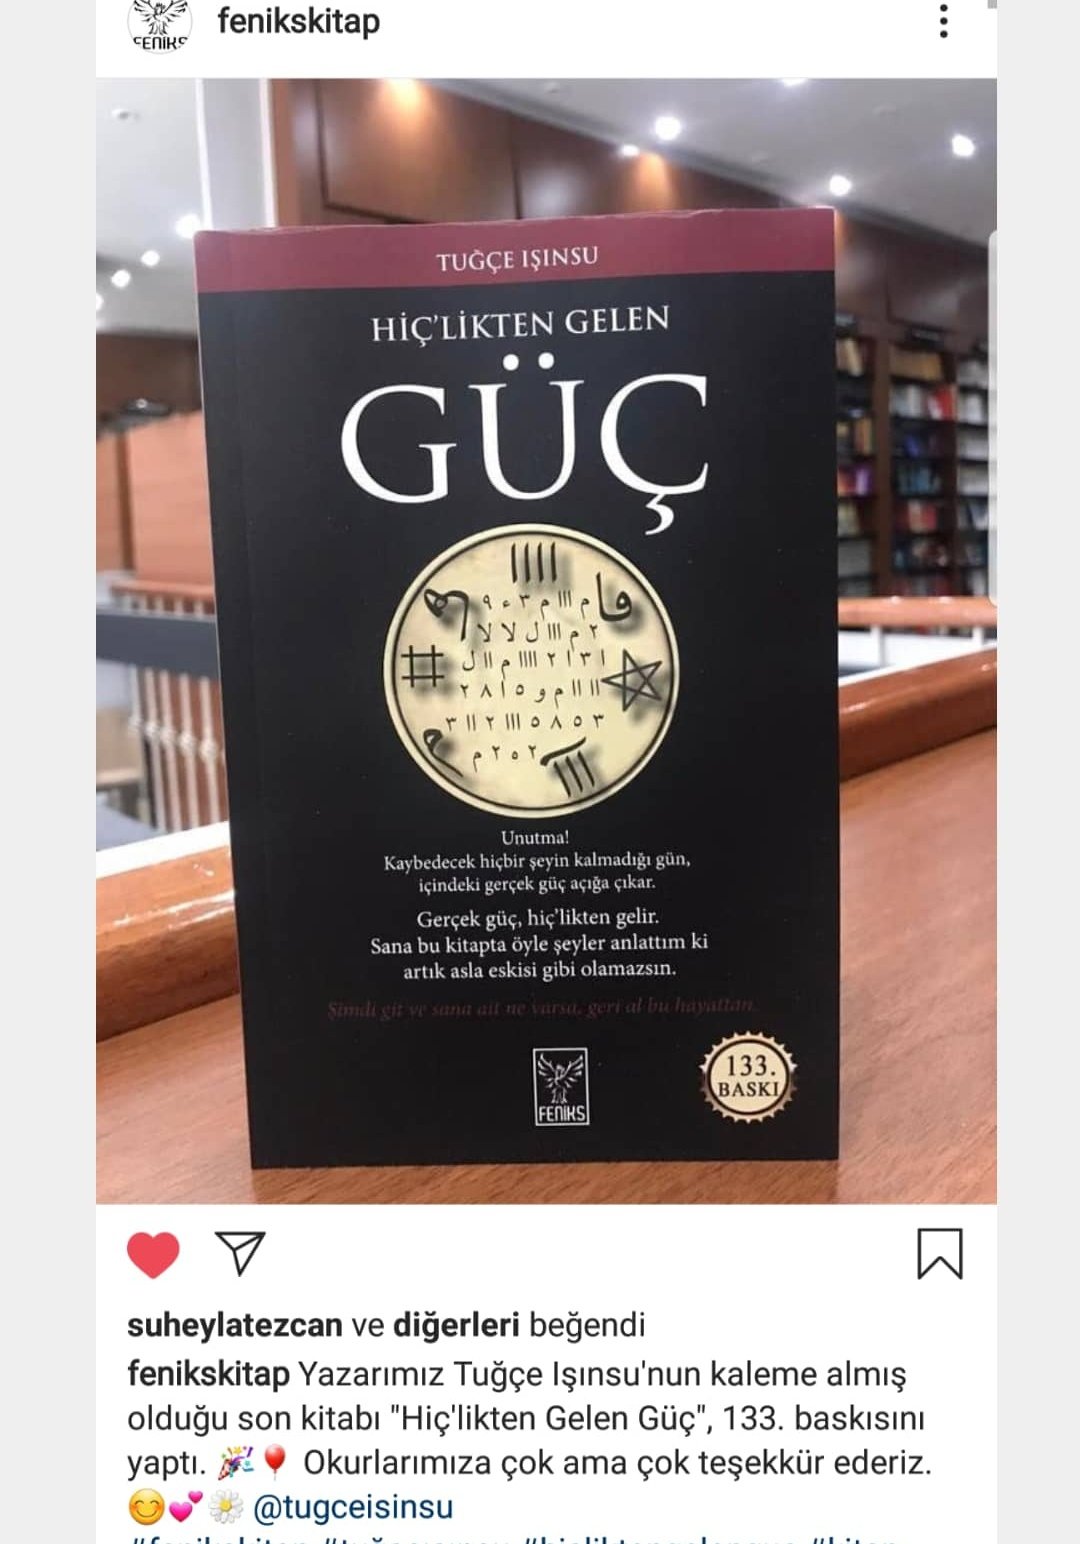 FENİKS
fenikskitap
TUĞÇE IŞINSU
HİÇ'LİKTEN GELEN
GÜÇ
Unutma!
Kaybedecek hiçbir şeyin kalmadığı gün,
içindeki gerçek güç açığa çıkar.
Gerçek güç, hiç'likten gelir.
Sana bu kitapta öyle şeyler anlattım ki
artık asla eskisi gibi olamazsın.
Şimdi git ve sana ait ne varsa, geri al bu hayattan.
133.
BASKI
FENİKS
suheylatezcan ve diğerleri beğendi
fenikskitap Yazarımız Tuğçe Işınsu'nun kaleme almış
olduğu son kitabı "Hiç'likten Gelen Güç", 133. baskısını
yaptı. 🎉🎈 Okurlarımıza çok ama çok teşekkür ederiz.
😊💕🌼 @tugceisinsu